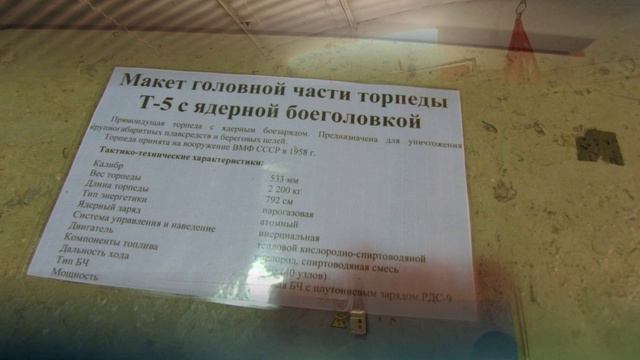 Макет головной части торпеды
Т-5 с ядерной боеголовкой
Прямоидущая торпеда с ядерным боезарядом. Предназначена для уничтожения
крупногабаритных плавсредств и береговых целей.
Торпеда принята на вооружение ВМФ СССР в 1958 г.
Тактико-технические характеристики:
Калибр 533 мм
Вес торпеды 2 200 кг
Длина торпеды 792 см
Тип энергетики парогазовая
Ядерный заряд атомный
Система управления и наведение инерциальная
Двигатель тепловой кислородно-спиртоводяной
Компоненты топлива спиртоводяная смесь
Дальность хода (40 узлов)
Тип БЧ БЧ с плутониевым зарядом РДС-9
Мощность